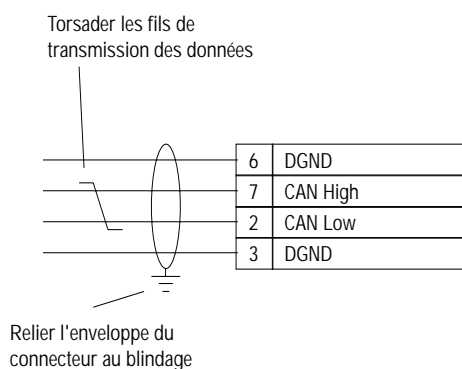 Torsader les fils de
transmission des données
6 DGND
7 CAN High
2 CAN Low
3 DGND
Relier l'enveloppe du
connecteur au blindage